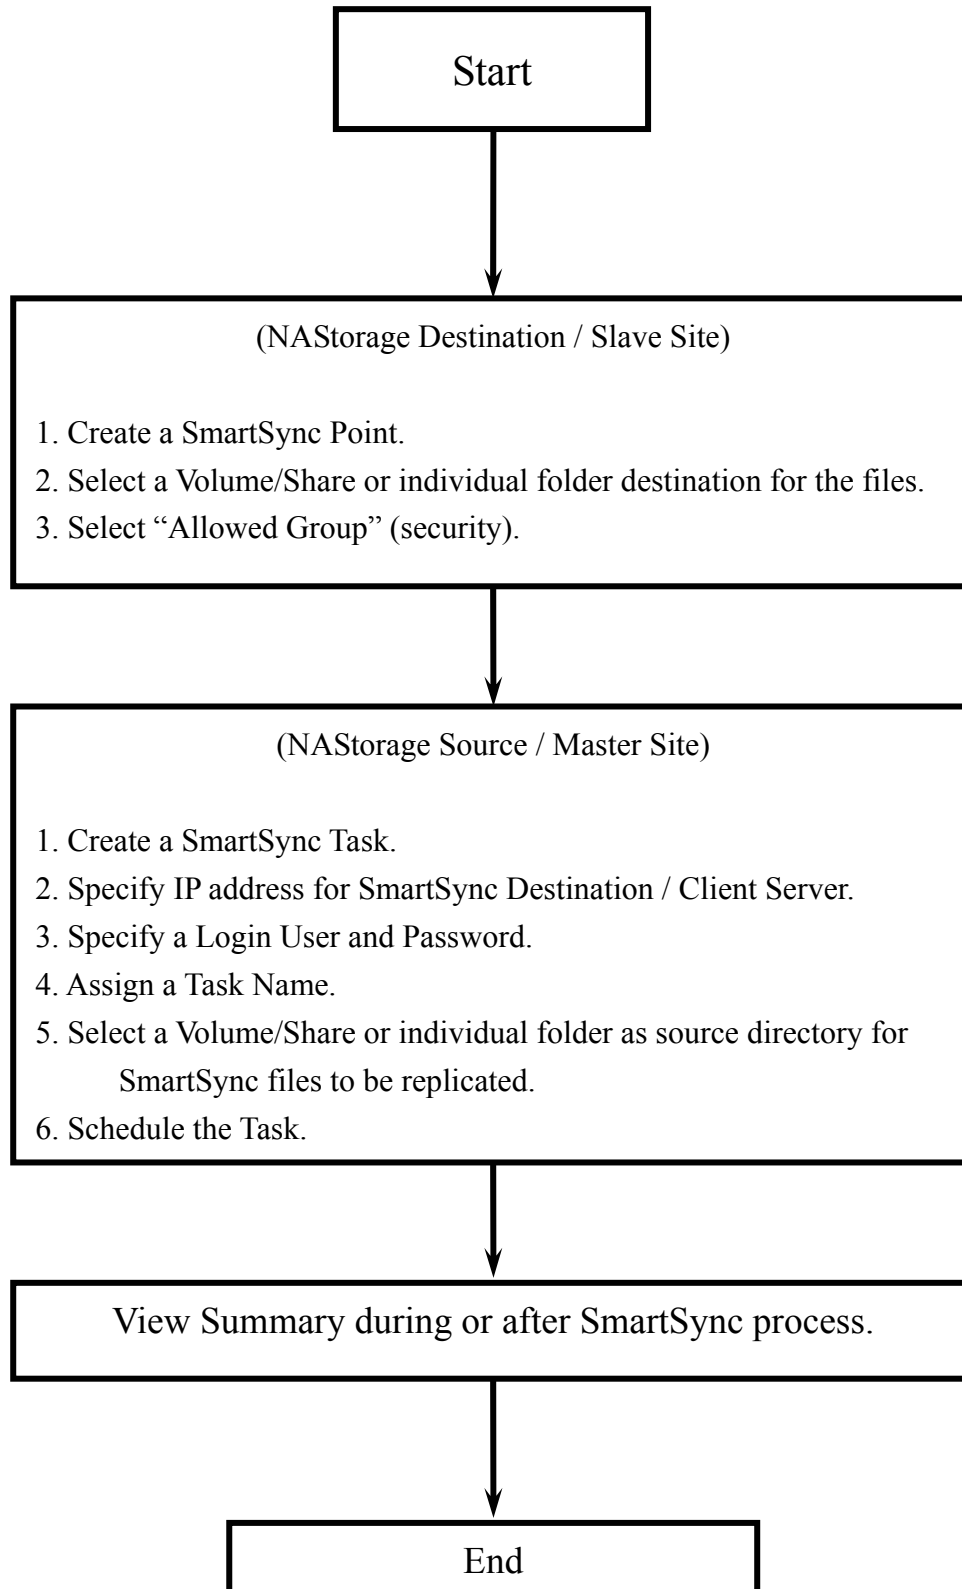 Start
(NAStorage Destination / Slave Site)
1. Create a SmartSync Point.
2. Select a Volume/Share or individual folder destination for the files.
3. Select “Allowed Group” (security).
(NAStorage Source / Master Site)
1. Create a SmartSync Task.
2. Specify IP address for SmartSync Destination / Client Server.
3. Specify a Login User and Password.
4. Assign a Task Name.
5. Select a Volume/Share or individual folder as source directory for
SmartSync files to be replicated.
6. Schedule the Task.
View Summary during or after SmartSync process.
End